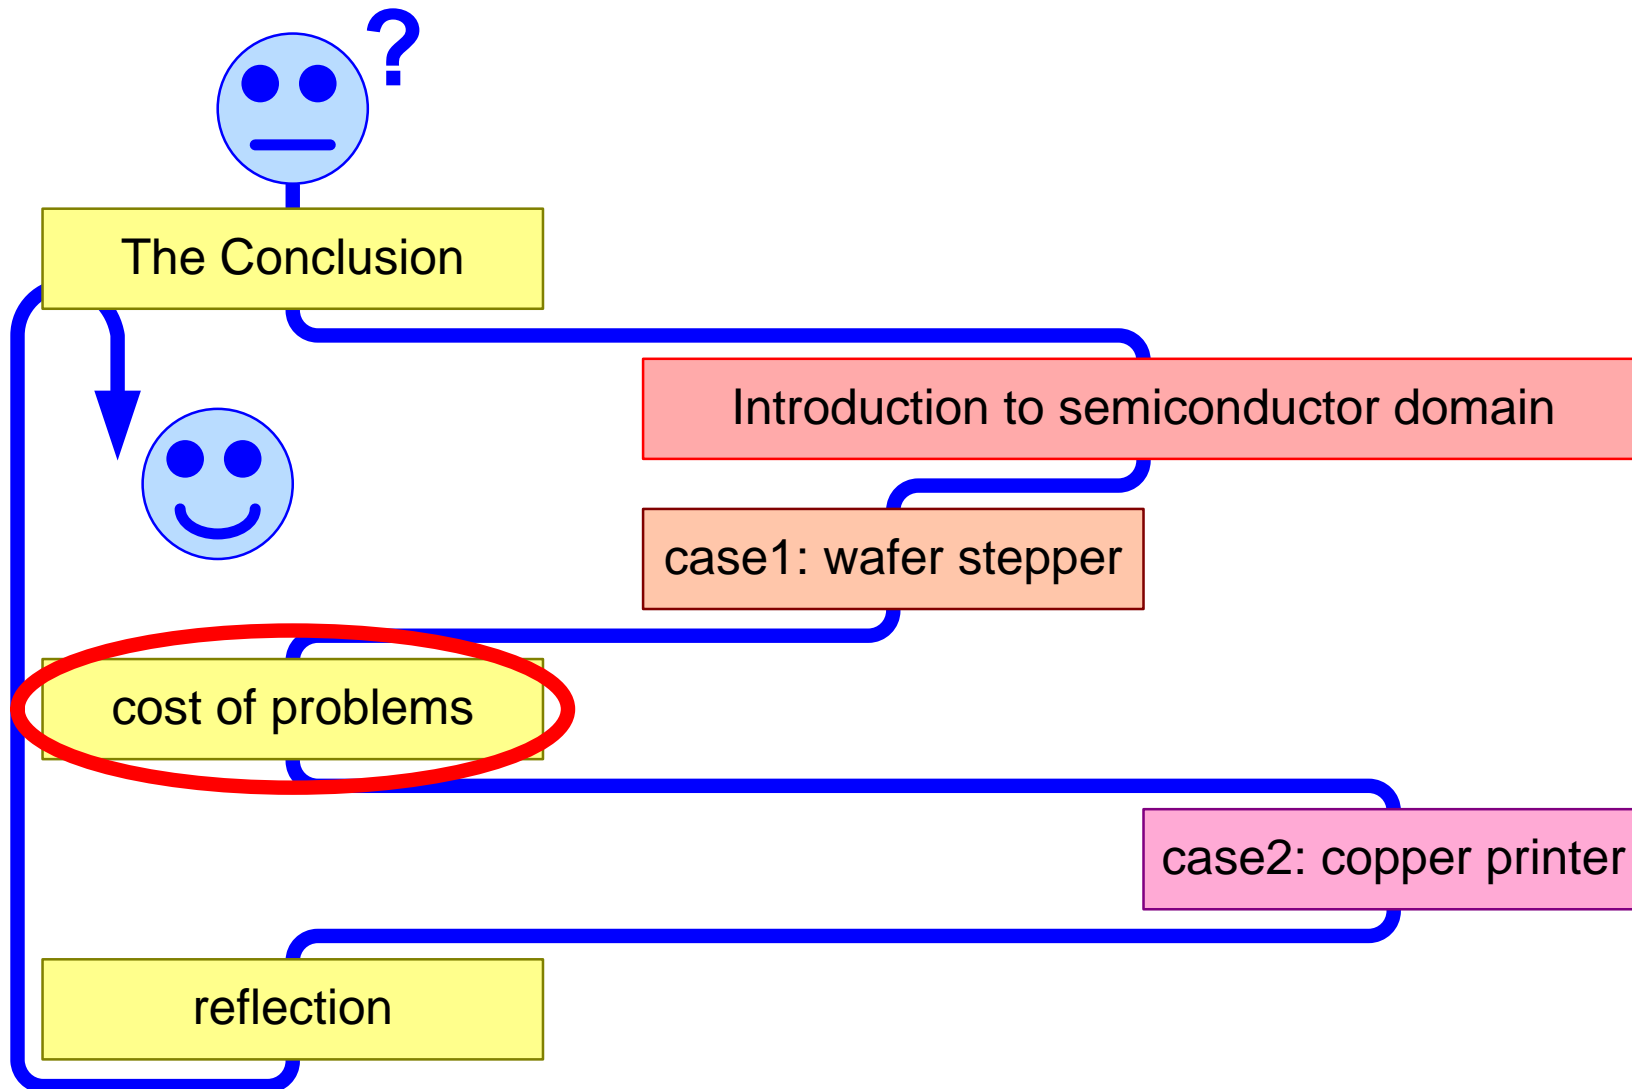 ?
The Conclusion
Introduction to semiconductor domain
case1: wafer stepper
cost of problems
case2: copper printer
reflection